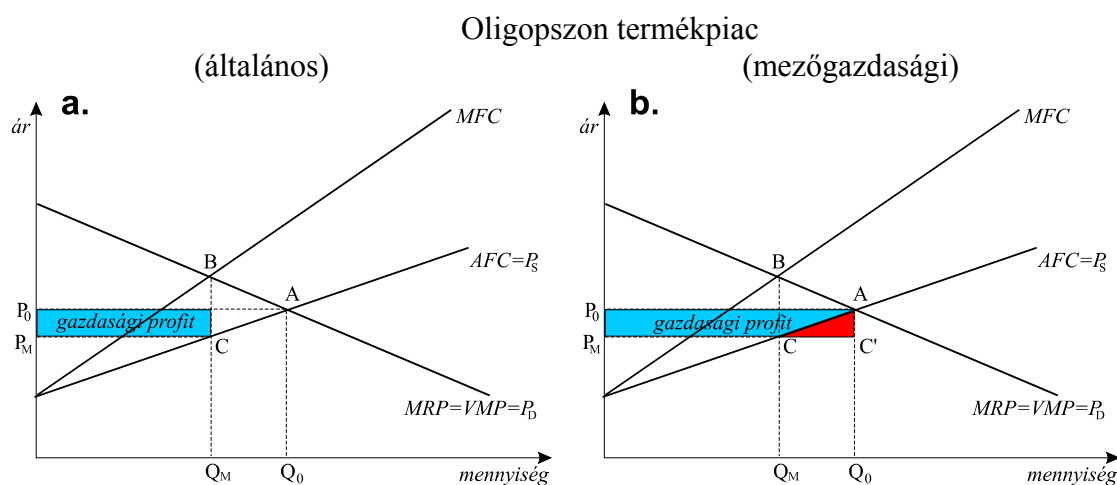 Oligopszon termékpiac
(általános)
(mezőgazdasági)
a.
ár
MFC
B
AFC=PS
A
P0
gazdasági profit
PM
C
MRP=VMP=PD
QM
Q0
mennyiség
b.
ár
MFC
B
AFC=PS
A
P0
gazdasági profit
PM
C
C'
MRP=VMP=PD
QM
Q0
mennyiség